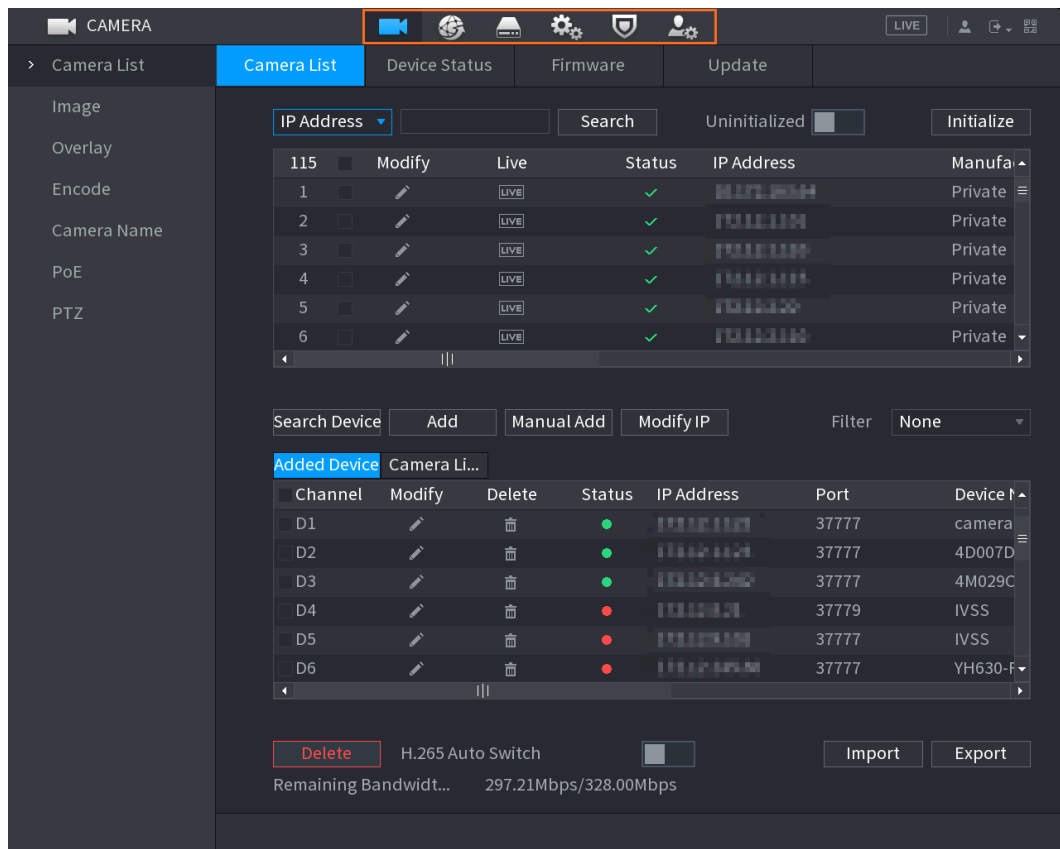 CAMERA LIVE
Camera List Camera List Device Status Firmware Update
Image
IP Address Search Uninitialized Initialize
Overlay
115 Modify Live Status IP Address Manufa
Encode
1 LIVE Private
2 LIVE Private
Camera Name
3 LIVE Private
PoE
4 LIVE Private
PTZ
5 LIVE Private
6 LIVE Private
Search Device Add Manual Add Modify IP Filter None
Added Device Camera Li...
Channel Modify Delete Status IP Address Port Device N
D1 37777 camera
D2 37777 4D007D
D3 37777 4M029C
D4 37779 IVSS
D5 37777 IVSS
D6 37777 YH630-F
Delete H.265 Auto Switch Import Export
Remaining Bandwidt... 297.21Mbps/328.00Mbps